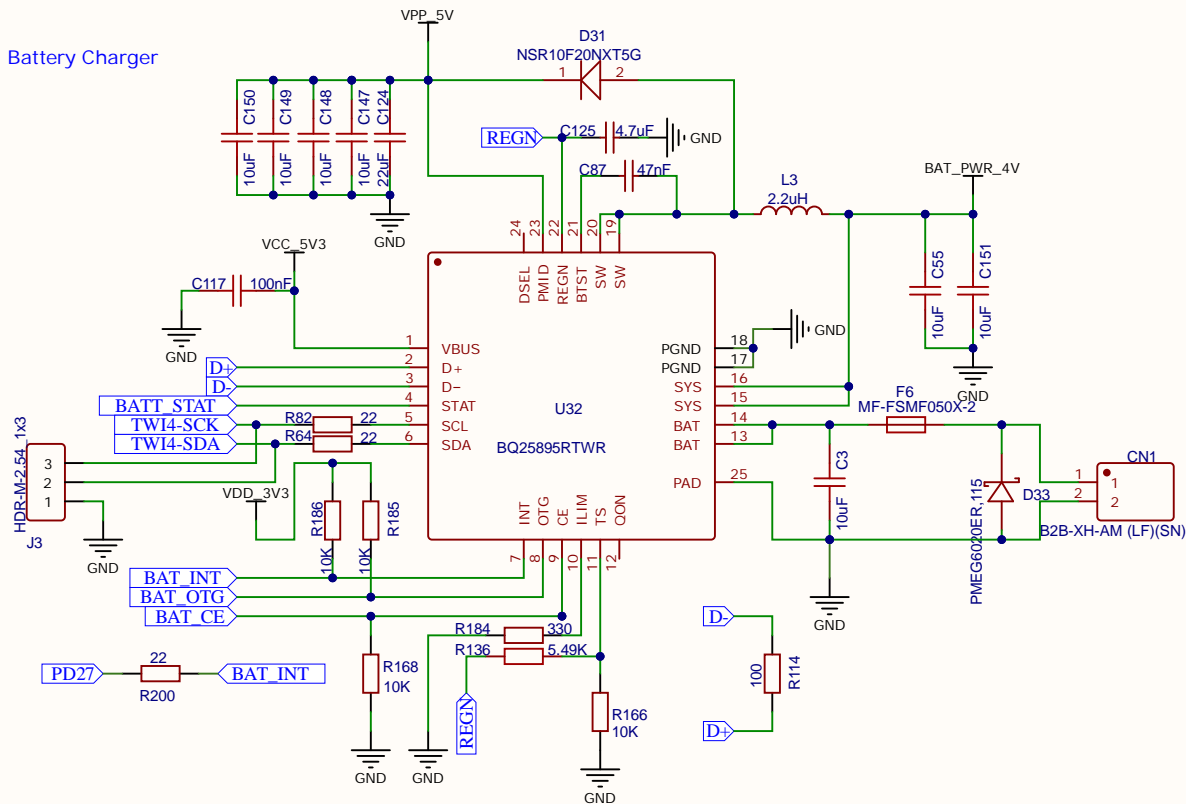 VPP_5V
Battery Charger
D31
NSR10F20NXT5G
1
2
C150
10uF
C149
10uF
C148
10uF
C147
10uF
C124
22uF
GND
REGN
C125
4.7uF
GND
C87
47nF
L3
2.2uH
BAT_PWR_4V
C55
10uF
C151
10uF
GND
24
23
22
21
20
19
DSEL
PMID
REGN
BTST
SW
SW
VCC_5V3
C117
100nF
GND
1
VBUS
D+
2
D+
D-
3
D−
BATT_STAT
4
STAT
TWI4-SCK
R82
22
5
SCL
TWI4-SDA
R64
22
6
SDA
U32
BQ25895RTWR
PGND
18
GND
PGND
17
SYS
16
SYS
15
BAT
14
BAT
13
PAD
25
F6
MF-FSMF050X-2
C3
10uF
GND
D33
PMEG6020ER,115
CN1
1
1
2
2
B2B-XH-AM (LF)(SN)
HDR-M-2.54_1x3
3
2
1
J3
GND
VDD_3V3
R186
10K
R185
10K
INT
OTG
CE
ILIM
TS
QON
7
8
9
10
11
12
BAT_INT
BAT_OTG
BAT_CE
R184
330
R136
5.49K
PD27
22
R200
BAT_INT
R168
10K
GND
GND
REGN
R166
10K
GND
D-
100
R114
D+